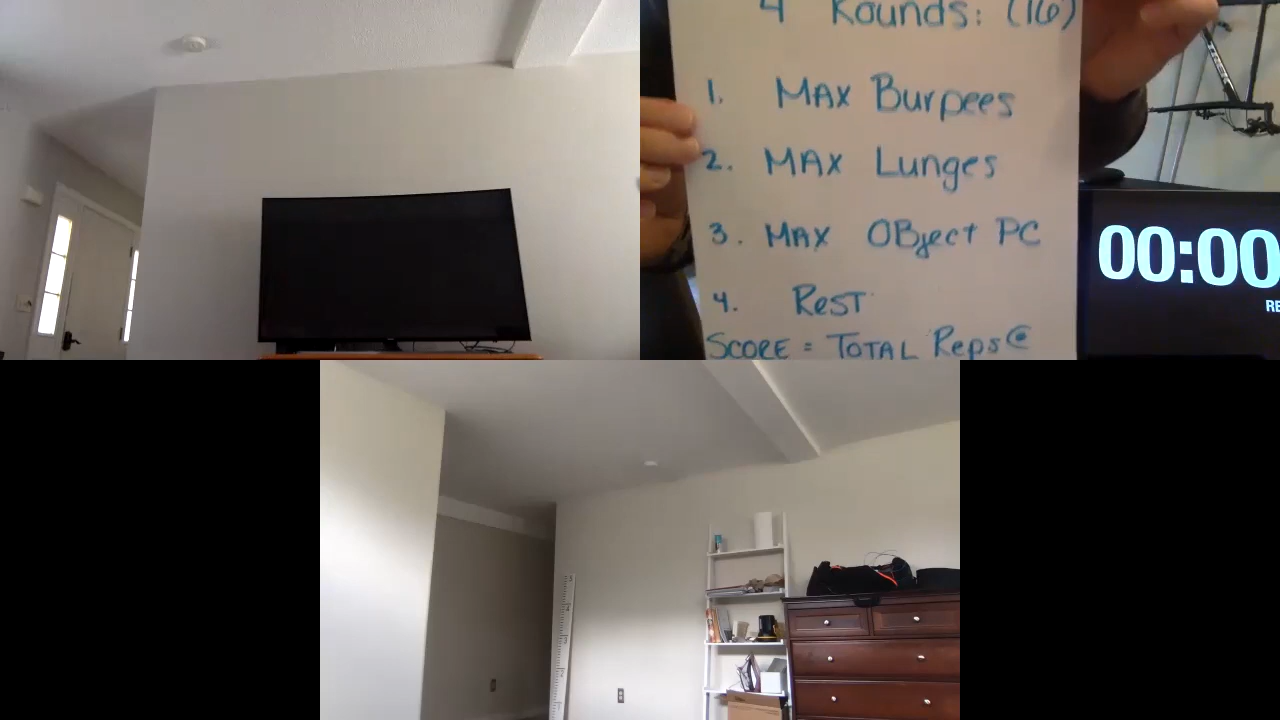 4 Rounds: (16)
1. MAX Burpees
2. MAX Lunges
3. MAX OBject PC
4. ReST
SCORE = TOTAL Reps@
00:00
RE